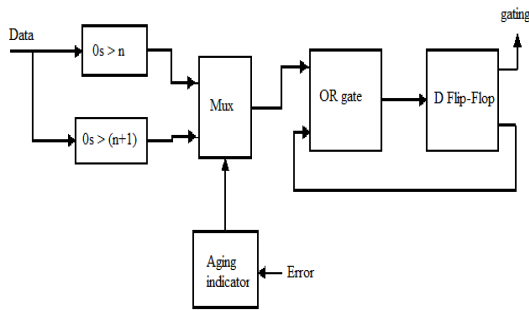 gating
Data
0s > n
Mux
OR gate
D Flip-Flop
0s > (n+1)
Aging
indicator
Error